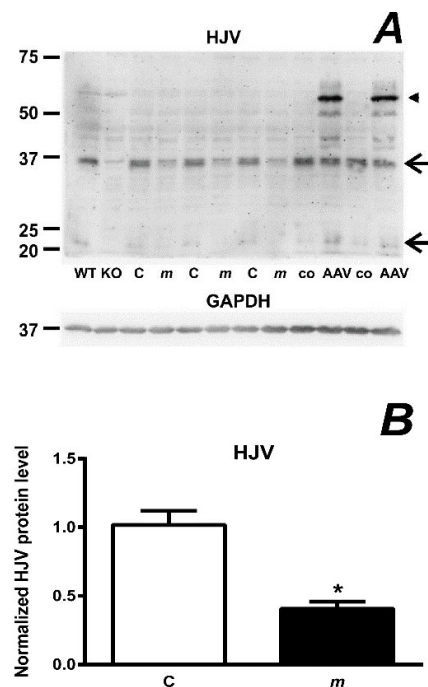 HJV
A
75
50
37
25
20
WT KO C m C m C m co AAV co AAV
GAPDH
37
B
HJV
Normalized HJV protein level
1.5
1.0
0.5
0.0
*
C m